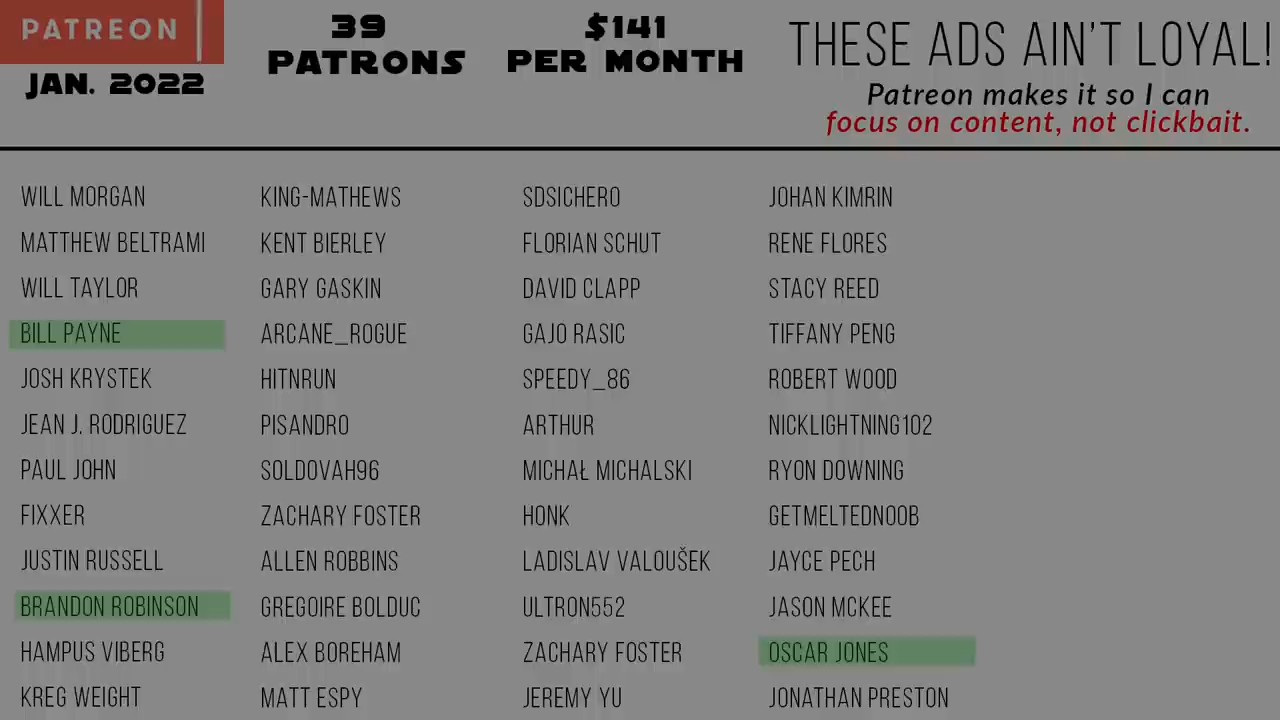 PATREON
JAN. 2022
39
PATRONS
$141
PER MONTH
THESE ADS AIN'T LOYAL!
Patreon makes it so I can
focus on content, not clickbait.
WILL MORGAN
MATTHEW BELTRAMI
WILL TAYLOR
BILL PAYNE
JOSH KRYSTEK
JEAN J. RODRIGUEZ
PAUL JOHN
FIXXER
JUSTIN RUSSELL
BRANDON ROBINSON
HAMPUS VIBERG
KREG WEIGHT
KING-MATHEWS
KENT BIERLEY
GARY GASKIN
ARCANE_ROGUE
HITNRUN
PISANDRO
SOLDOVAH96
ZACHARY FOSTER
ALLEN ROBBINS
GREGOIRE BOLDUC
ALEX BOREHAM
MATT ESPY
SDSICHERO
FLORIAN SCHUT
DAVID CLAPP
GAJO RASIC
SPEEDY_86
ARTHUR
MICHAŁ MICHALSKI
HONK
LADISLAV VALOUŠEK
ULTRON552
ZACHARY FOSTER
JEREMY YU
JOHAN KIMRIN
RENE FLORES
STACY REED
TIFFANY PENG
ROBERT WOOD
NICKLIGHTNING102
RYON DOWNING
GETMELTEDNOOB
JAYCE PECH
JASON MCKEE
OSCAR JONES
JONATHAN PRESTON